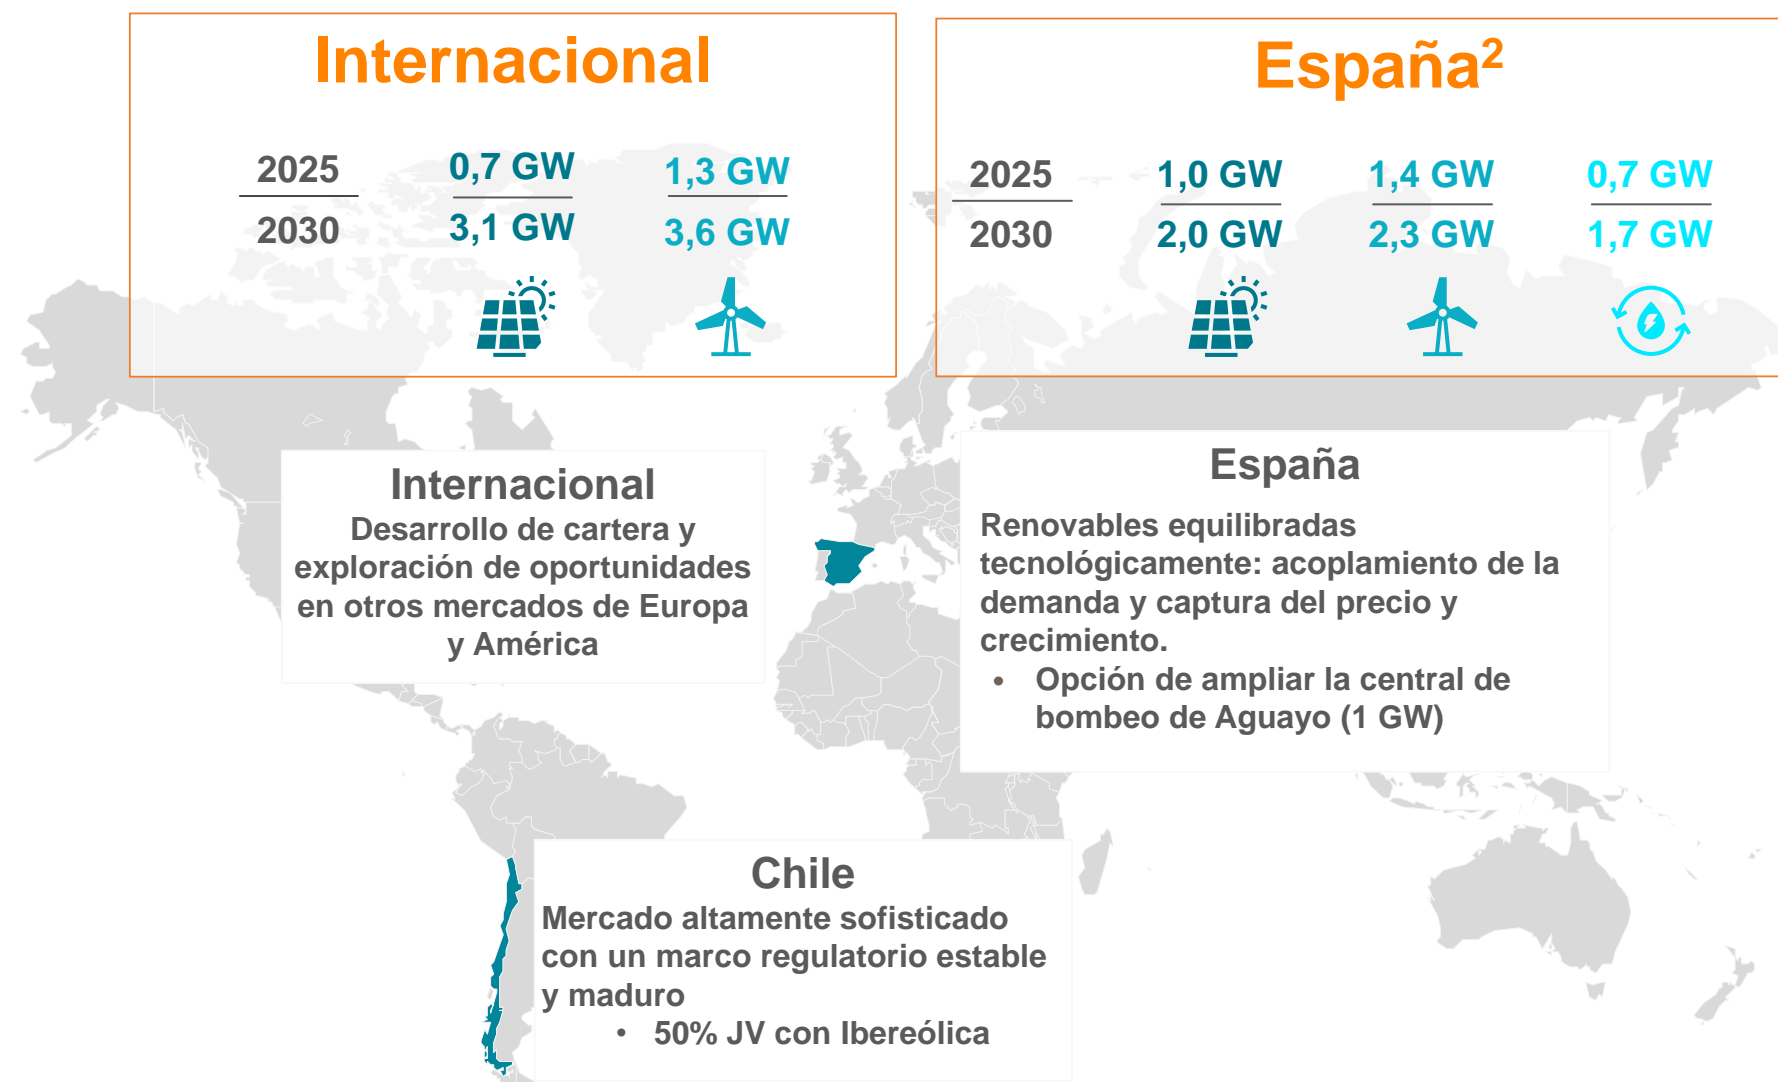 Internacional
2025 0,7 GW 1,3 GW
2030 3,1 GW 3,6 GW
España²
2025 1,0 GW 1,4 GW 0,7 GW
2030 2,0 GW 2,3 GW 1,7 GW
Internacional
Desarrollo de cartera y
exploración de oportunidades
en otros mercados de Europa
y América
España
Renovables equilibradas
tecnológicamente: acoplamiento de la
demanda y captura del precio y
crecimiento.
• Opción de ampliar la central de
bombeo de Aguayo (1 GW)
Chile
Mercado altamente sofisticado
con un marco regulatorio estable
y maduro
• 50% JV con Ibereólica